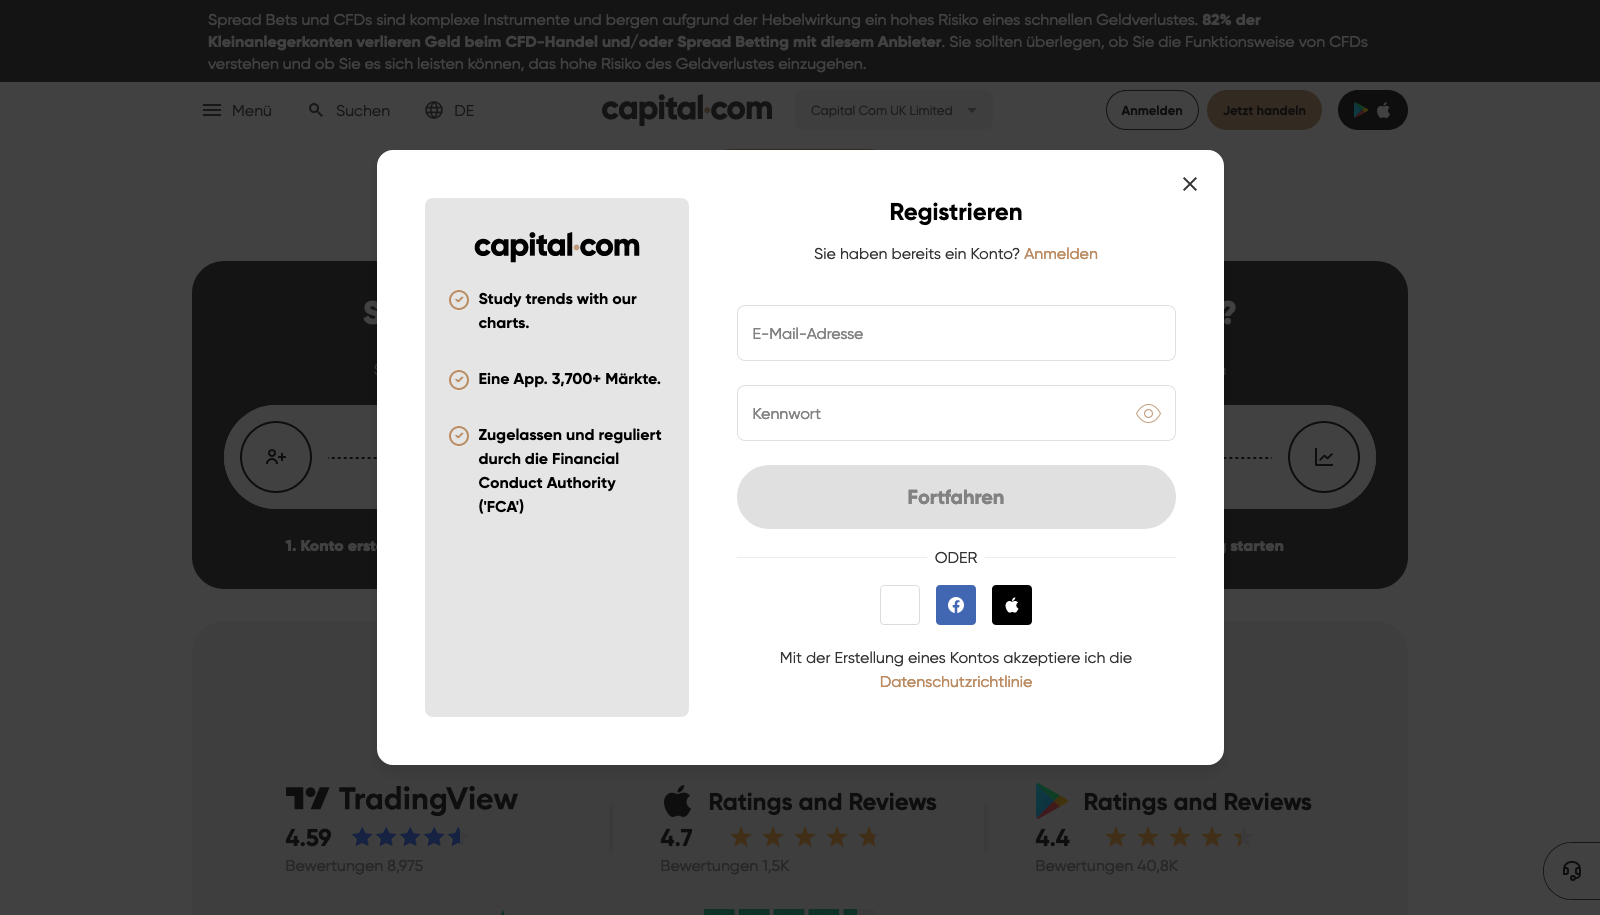 Spread Bets und CFDs sind komplexe Instrumente und bergen aufgrund der Hebelwirkung ein hohes Risiko eines schnellen Geldverlustes. 82% der
Kleinanlegerkonten verlieren Geld beim CFD-Handel und/oder Spread Betting mit diesem Anbieter. Sie sollten überlegen, ob Sie die Funktionsweise von CFDs
verstehen und ob Sie es sich leisten können, das hohe Risiko des Geldverlustes einzugehen.
Menü
Suchen
DE
capital.com
Capital Com UK Limited
Anmelden
Jetzt handeln
capital.com
Study trends with our
charts.
Eine App. 3,700+ Märkte.
Zugelassen und reguliert
durch die Financial
Conduct Authority
('FCA')
Registrieren
Sie haben bereits ein Konto? Anmelden
E-Mail-Adresse
Kennwort
Fortfahren
ODER
Mit der Erstellung eines Kontos akzeptiere ich die
Datenschutzrichtlinie
S
?
1. Konto erst
starten
TradingView
4.59
Bewertungen 8,975
Ratings and Reviews
4.7
Bewertungen 1,5K
Ratings and Reviews
4.4
Bewertungen 40,8K